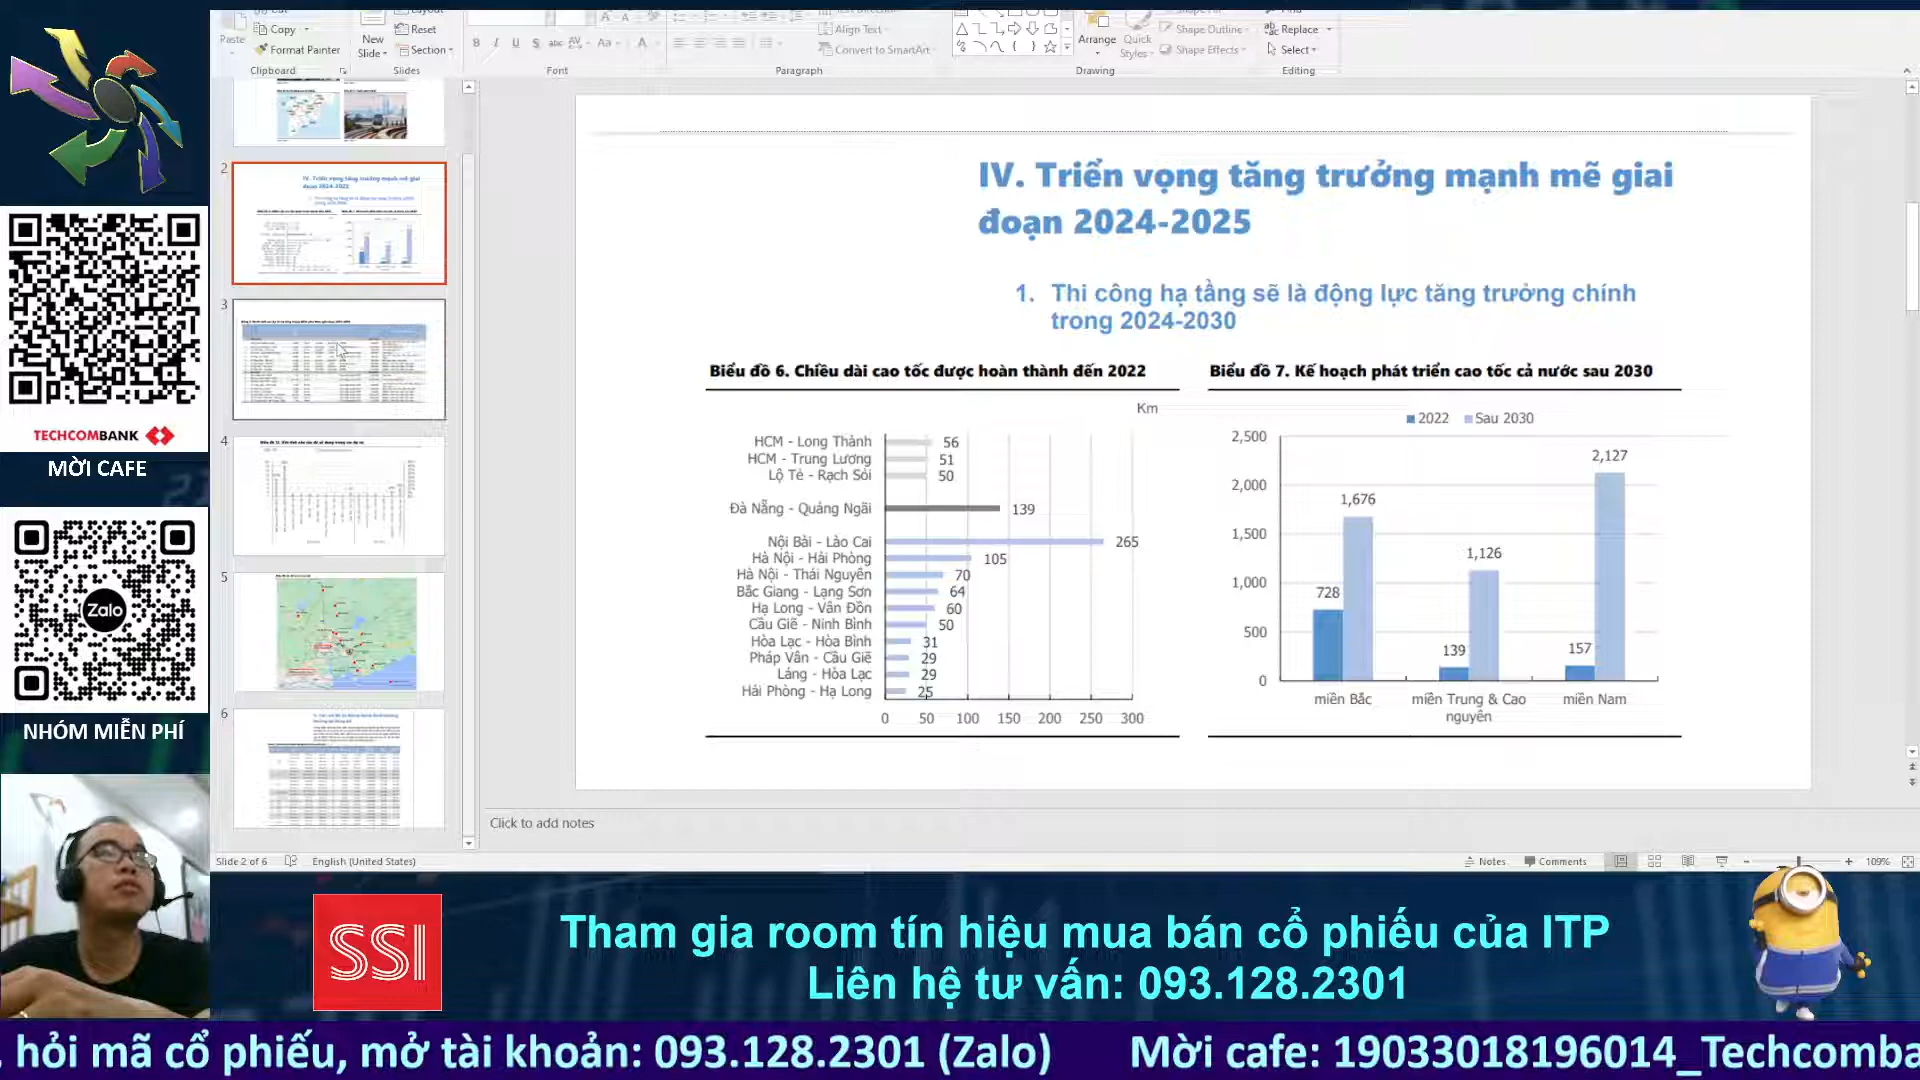 Copy
Format Painter
Clipboard
Paste
New
Slide
Layout
Reset
Section
Slides
Font
Align Text
Convert to SmartArt
Paragraph
Arrange
Quick
Styles
Shape Outline
Shape Effects
Drawing
Find
Replace
Select
Editing
TECHCOMBANK
MỜI CAFE
Zalo
NHÓM MIỄN PHÍ
2
3
4
5
6
IV. Triển vọng tăng trưởng mạnh mẽ giai
đoạn 2024-2025
1. Thi công hạ tầng sẽ là động lực tăng trưởng chính
trong 2024-2030
Biểu đồ 6. Chiều dài cao tốc được hoàn thành đến 2022
Km
HCM - Long Thành 56
HCM - Trung Lương 51
Lộ Tẻ - Rạch Sỏi 50
Đà Nẵng - Quảng Ngãi 139
Nội Bài - Lào Cai 265
Hà Nội - Hải Phòng 105
Hà Nội - Thái Nguyên 70
Bắc Giang - Lạng Sơn 64
Hạ Long - Vân Đồn 60
Cầu Giẽ - Ninh Bình 50
Hòa Lạc - Hòa Bình 31
Pháp Vân - Cầu Giẽ 29
Láng - Hòa Lạc 29
Hải Phòng - Hạ Long 25
0 50 100 150 200 250 300
Biểu đồ 7. Kế hoạch phát triển cao tốc cả nước sau 2030
2022 Sau 2030
2,500
2,000
1,500
1,000
500
0
728
1,676
139
1,126
157
2,127
miền Bắc
miền Trung & Cao
nguyên
miền Nam
Click to add notes
Slide 2 of 6
English (United States)
Notes
Comments
109%
SSI
Tham gia room tín hiệu mua bán cổ phiếu của ITP
Liên hệ tư vấn: 093.128.2301
, hỏi mã cổ phiếu, mở tài khoản: 093.128.2301 (Zalo) Mời cafe: 19033018196014_Techcomba